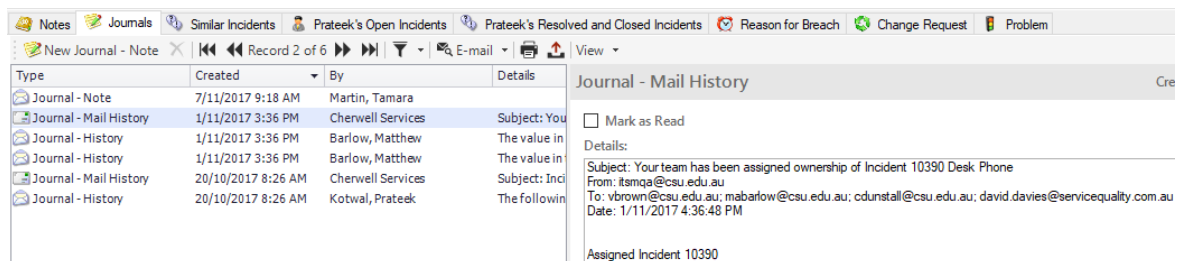 Notes Journals Similar Incidents Prateek's Open Incidents Prateek's Resolved and Closed Incidents Reason for Breach Change Request Problem
New Journal - Note Record 2 of 6 E-mail View
Type Created By Details
Journal - Note 7/11/2017 9:18 AM Martin, Tamara
Journal - Mail History 1/11/2017 3:36 PM Cherwell Services Subject: You
Journal - History 1/11/2017 3:36 PM Barlow, Matthew The value in
Journal - History 1/11/2017 3:36 PM Barlow, Matthew The value in
Journal - Mail History 20/10/2017 8:26 AM Cherwell Services Subject: Inci
Journal - History 20/10/2017 8:26 AM Kotwal, Prateek The followin
Journal - Mail History Cre
Mark as Read
Details:
Subject: Your team has been assigned ownership of Incident 10390 Desk Phone
From: itsmqa@csu.edu.au
To: vbrown@csu.edu.au; mabarlow@csu.edu.au; cdunstall@csu.edu.au; david.davies@servicequality.com.au
Date: 1/11/2017 4:36:48 PM
Assigned Incident 10390